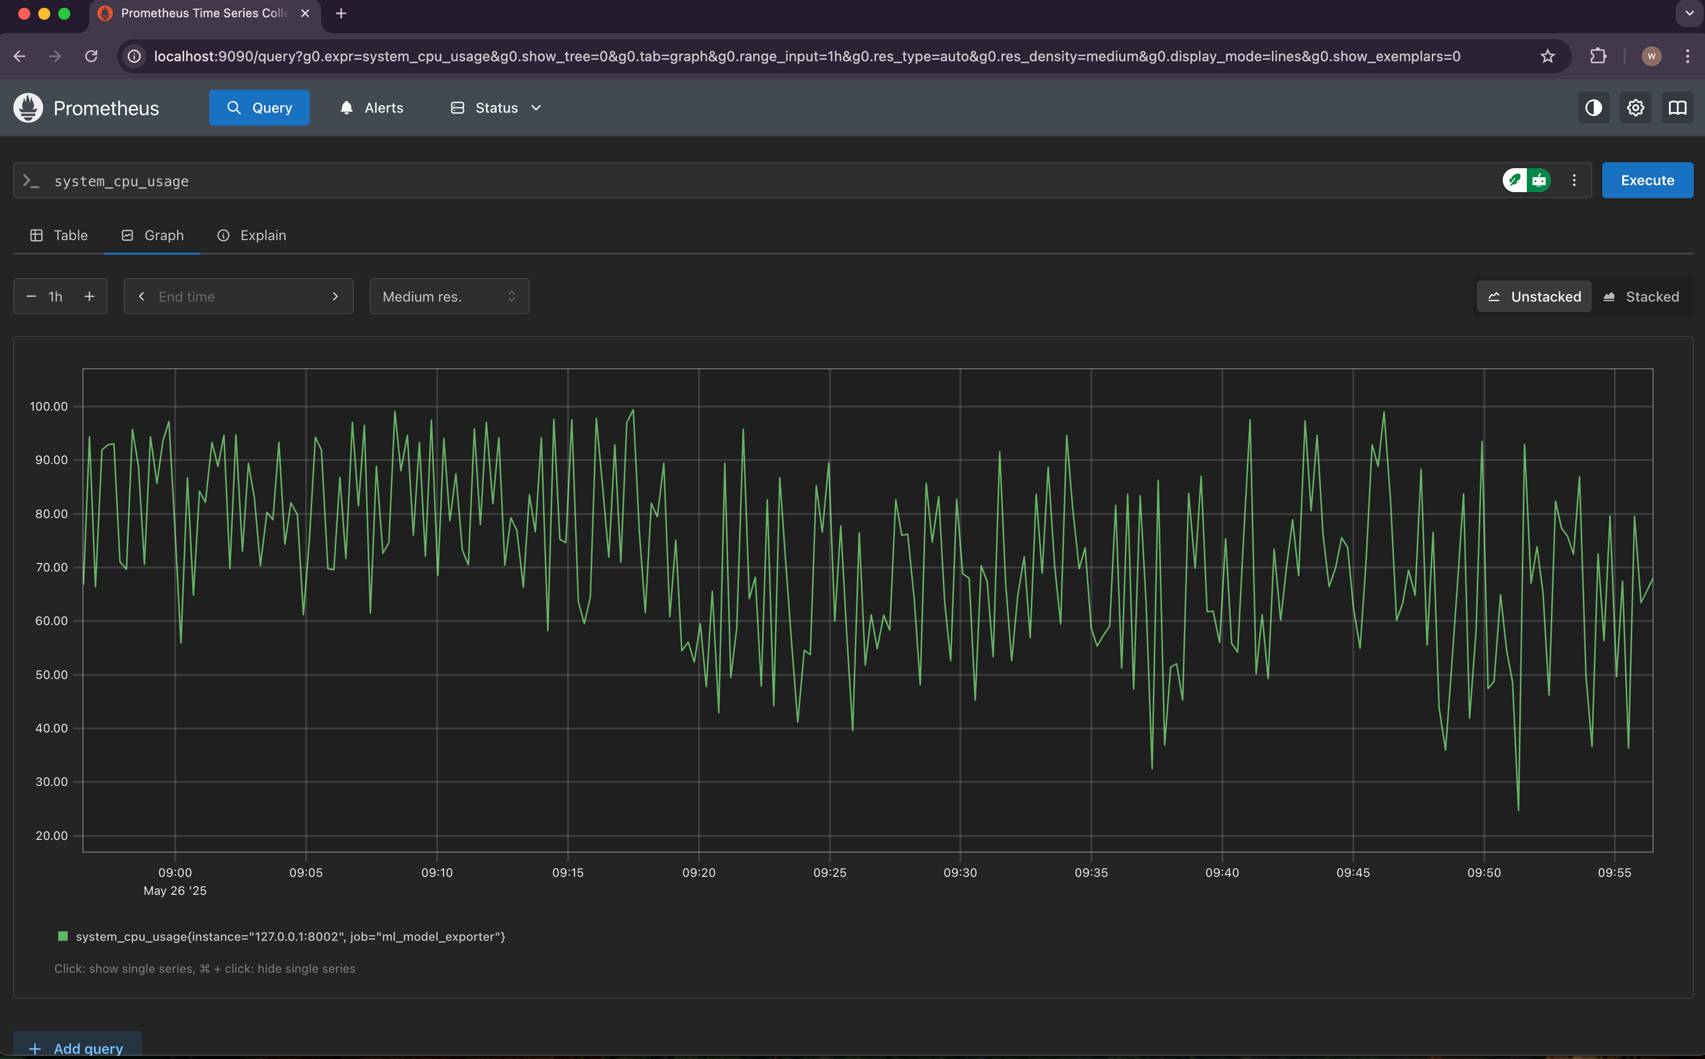 Prometheus Time Series Coll
localhost:9090/query?g0.expr=system_cpu_usage&g0.show_tree=0&g0.tab=graph&g0.range_input=1h&g0.res_type=auto&g0.res_density=medium&g0.display_mode=lines&g0.show_exemplars=0
W
Prometheus Query Alerts Status
>_ system_cpu_usage Execute
Table Graph Explain
− 1h + End time Medium res. Unstacked Stacked
100.00
90.00
80.00
70.00
60.00
50.00
40.00
30.00
20.00
09:00 09:05 09:10 09:15 09:20 09:25 09:30 09:35 09:40 09:45 09:50 09:55
May 26 '25
system_cpu_usage{instance="127.0.0.1:8002", job="ml_model_exporter"}
Click: show single series, ⌘ + click: hide single series
+ Add query